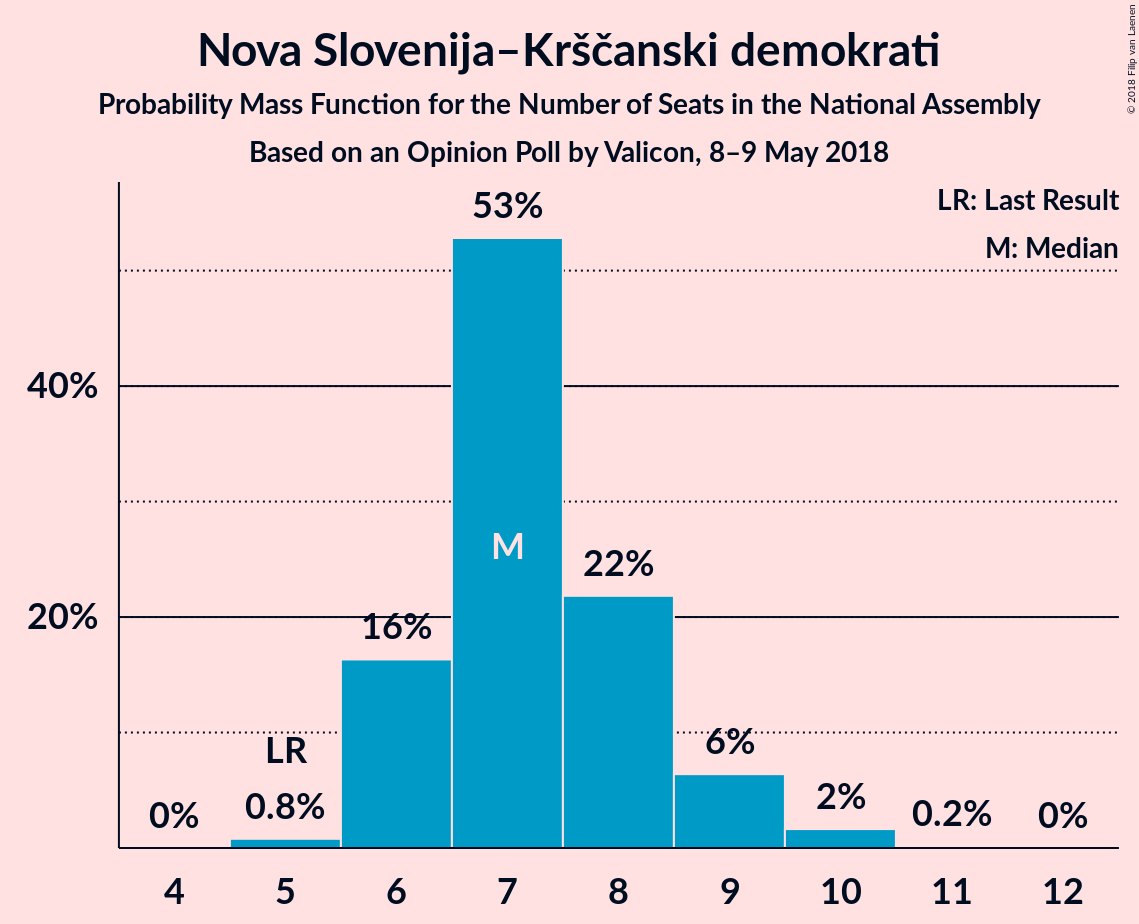 Nova Slovenija–Krščanski demokrati
Probability Mass Function for the Number of Seats in the National Assembly
Based on an Opinion Poll by Valicon, 8–9 May 2018
© 2018 Filip van Laenen
LR: Last Result
M: Median
53%
40%
M
22%
20%
16%
LR
6%
0%
0.8%
2%
0.2%
0%
4 5 6 7 8 9 10 11 12